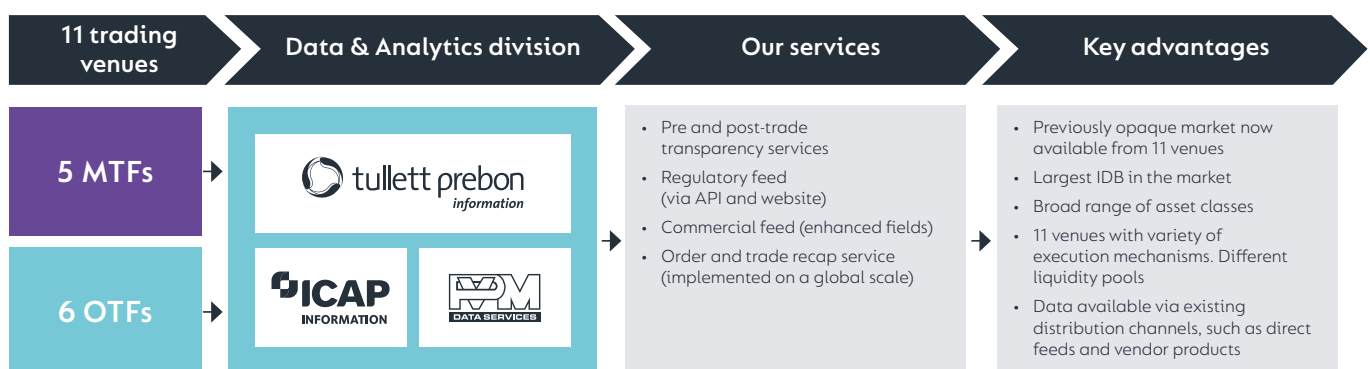 11 trading
venues
Data & Analytics division
Our services
Key advantages
5 MTFs
6 OTFs
tullett prebon
information
ICAP
INFORMATION
PVM
DATA SERVICES
• Pre and post-trade
transparency services
• Regulatory feed
(via API and website)
• Commercial feed (enhanced fields)
• Order and trade recap service
(implemented on a global scale)
• Previously opaque market now
available from 11 venues
• Largest IDB in the market
• Broad range of asset classes
• 11 venues with variety of
execution mechanisms. Different
liquidity pools
• Data available via existing
distribution channels, such as direct
feeds and vendor products